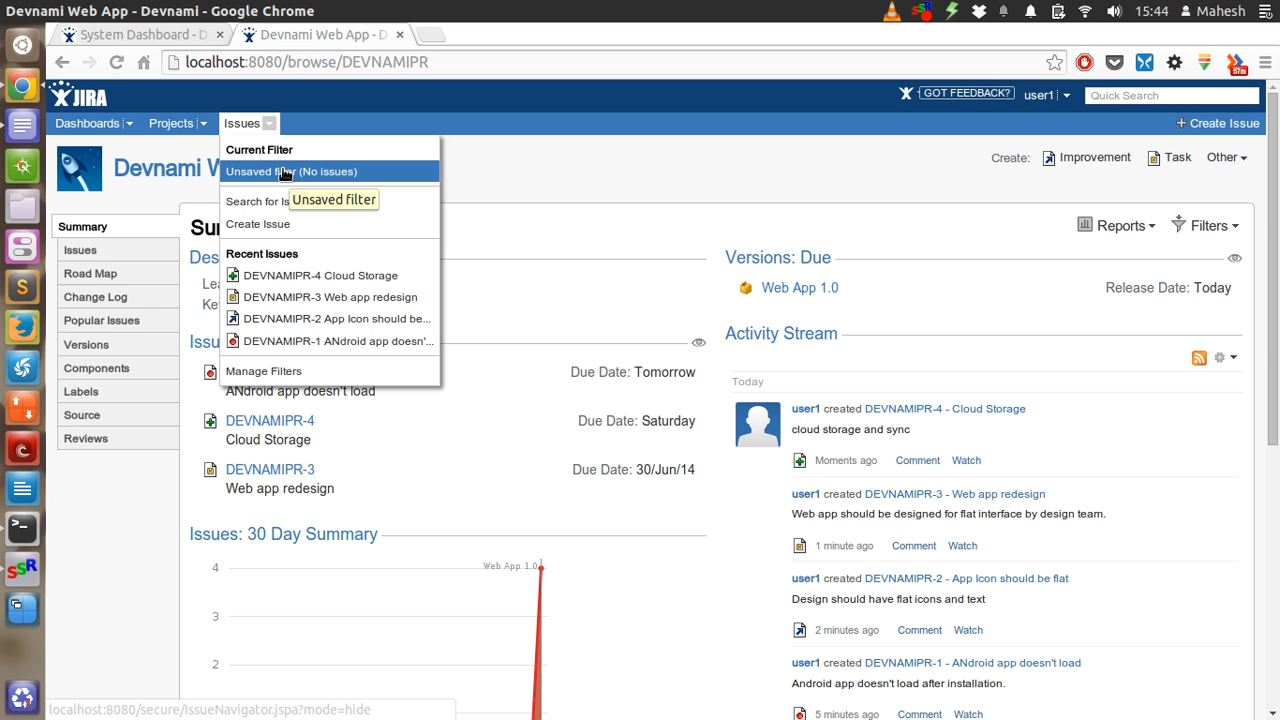 Devnami Web App - Devnami - Google Chrome
15:44 Mahesh
System Dashboard - D
Devnami Web App - D
localhost:8080/browse/DEVNAMIPR
57m
JIRA
GOT FEEDBACK?
user1
Quick Search
Dashboards
Projects
Issues
+ Create Issue
Current Filter
Unsaved filter (No issues)
Unsaved filter
Search for Is
Create Issue
Recent Issues
DEVNAMIPR-4 Cloud Storage
DEVNAMIPR-3 Web app redesign
DEVNAMIPR-2 App Icon should be...
DEVNAMIPR-1 ANdroid app doesn'...
Manage Filters
Devnami W
Create: Improvement Task Other
Summary
Issues
Road Map
Change Log
Popular Issues
Versions
Components
Labels
Source
Reviews
Sur
Reports
Filters
Des
Lea
Key
Issu
Due Date: Tomorrow
ANdroid app doesn't load
DEVNAMIPR-4
Due Date: Saturday
Cloud Storage
DEVNAMIPR-3
Due Date: 30/Jun/14
Web app redesign
Issues: 30 Day Summary
Web App 1.0
4
3
2
Versions: Due
Web App 1.0
Release Date: Today
Activity Stream
Today
user1 created DEVNAMIPR-4 - Cloud Storage
cloud storage and sync
Moments ago Comment Watch
user1 created DEVNAMIPR-3 - Web app redesign
Web app should be designed for flat interface by design team.
1 minute ago Comment Watch
user1 created DEVNAMIPR-2 - App Icon should be flat
Design should have flat icons and text
2 minutes ago Comment Watch
user1 created DEVNAMIPR-1 - ANdroid app doesn't load
Android app doesn't load after installation.
5 minutes ago Comment Watch
localhost:8080/secure/IssueNavigator.jspa?mode=hide